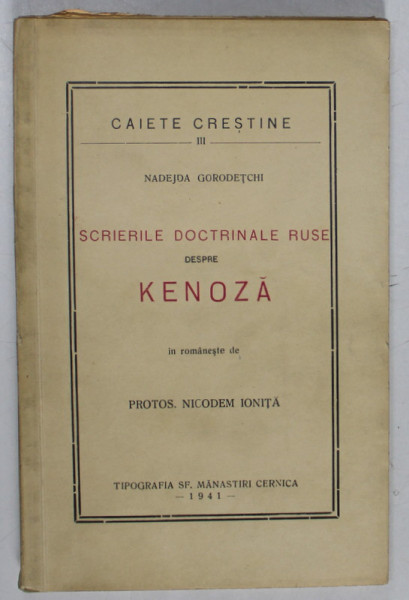 CAIETE CREȘTINE
III
NADEJDA GORODEȚCHI
SCRIERILE DOCTRINALE RUSE
DESPRE
KENOZĂ
în românește de
PROTOS. NICODEM IONIȚĂ
TIPOGRAFIA SF. MĂNASTIRI CERNICA
— 1941 —